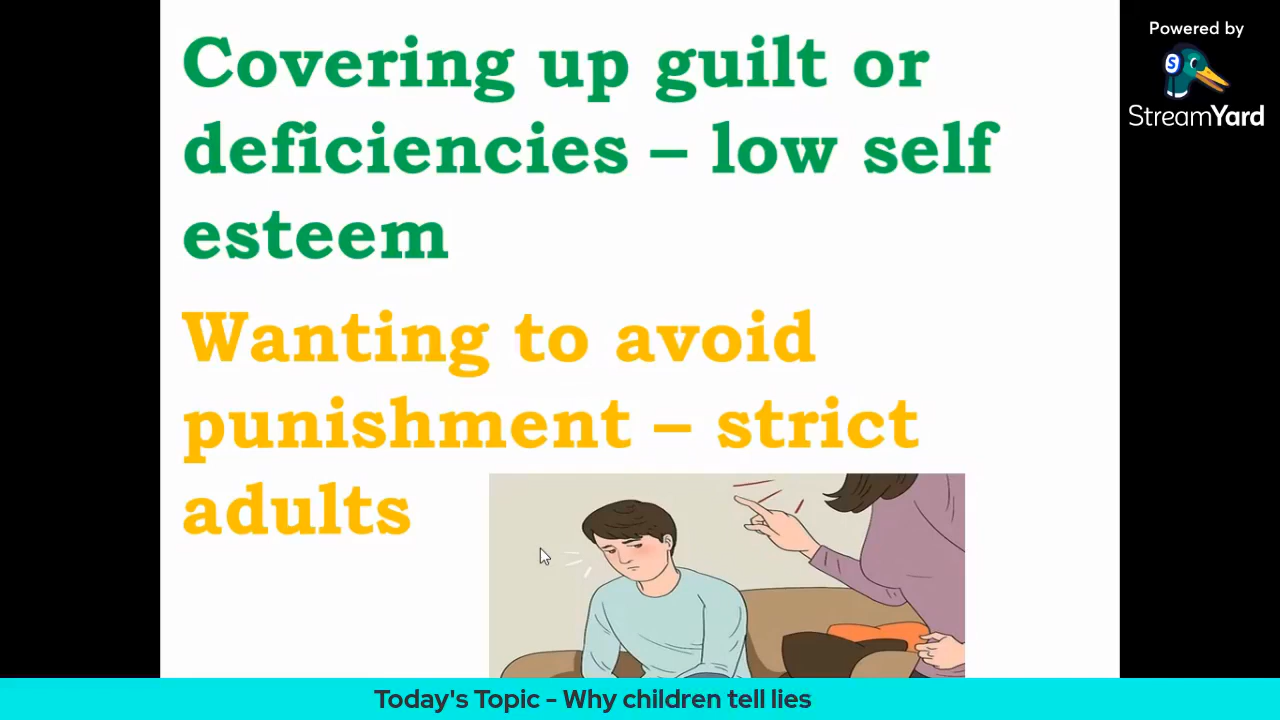 Covering up guilt or
deficiencies – low self
esteem
Wanting to avoid
punishment – strict
adults
Powered by
S
StreamYard
Today's Topic - Why children tell lies